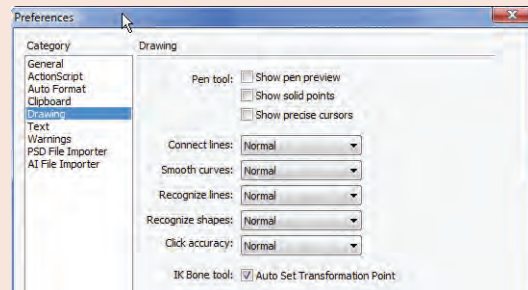 Preferences
Category
General
ActionScript
Auto Format
Clipboard
Drawing
Text
Warnings
PSD File Importer
AI File Importer
Drawing
Pen tool: Show pen preview
Show solid points
Show precise cursors
Connect lines: Normal
Smooth curves: Normal
Recognize lines: Normal
Recognize shapes: Normal
Click accuracy: Normal
IK Bone tool: Auto Set Transformation Point